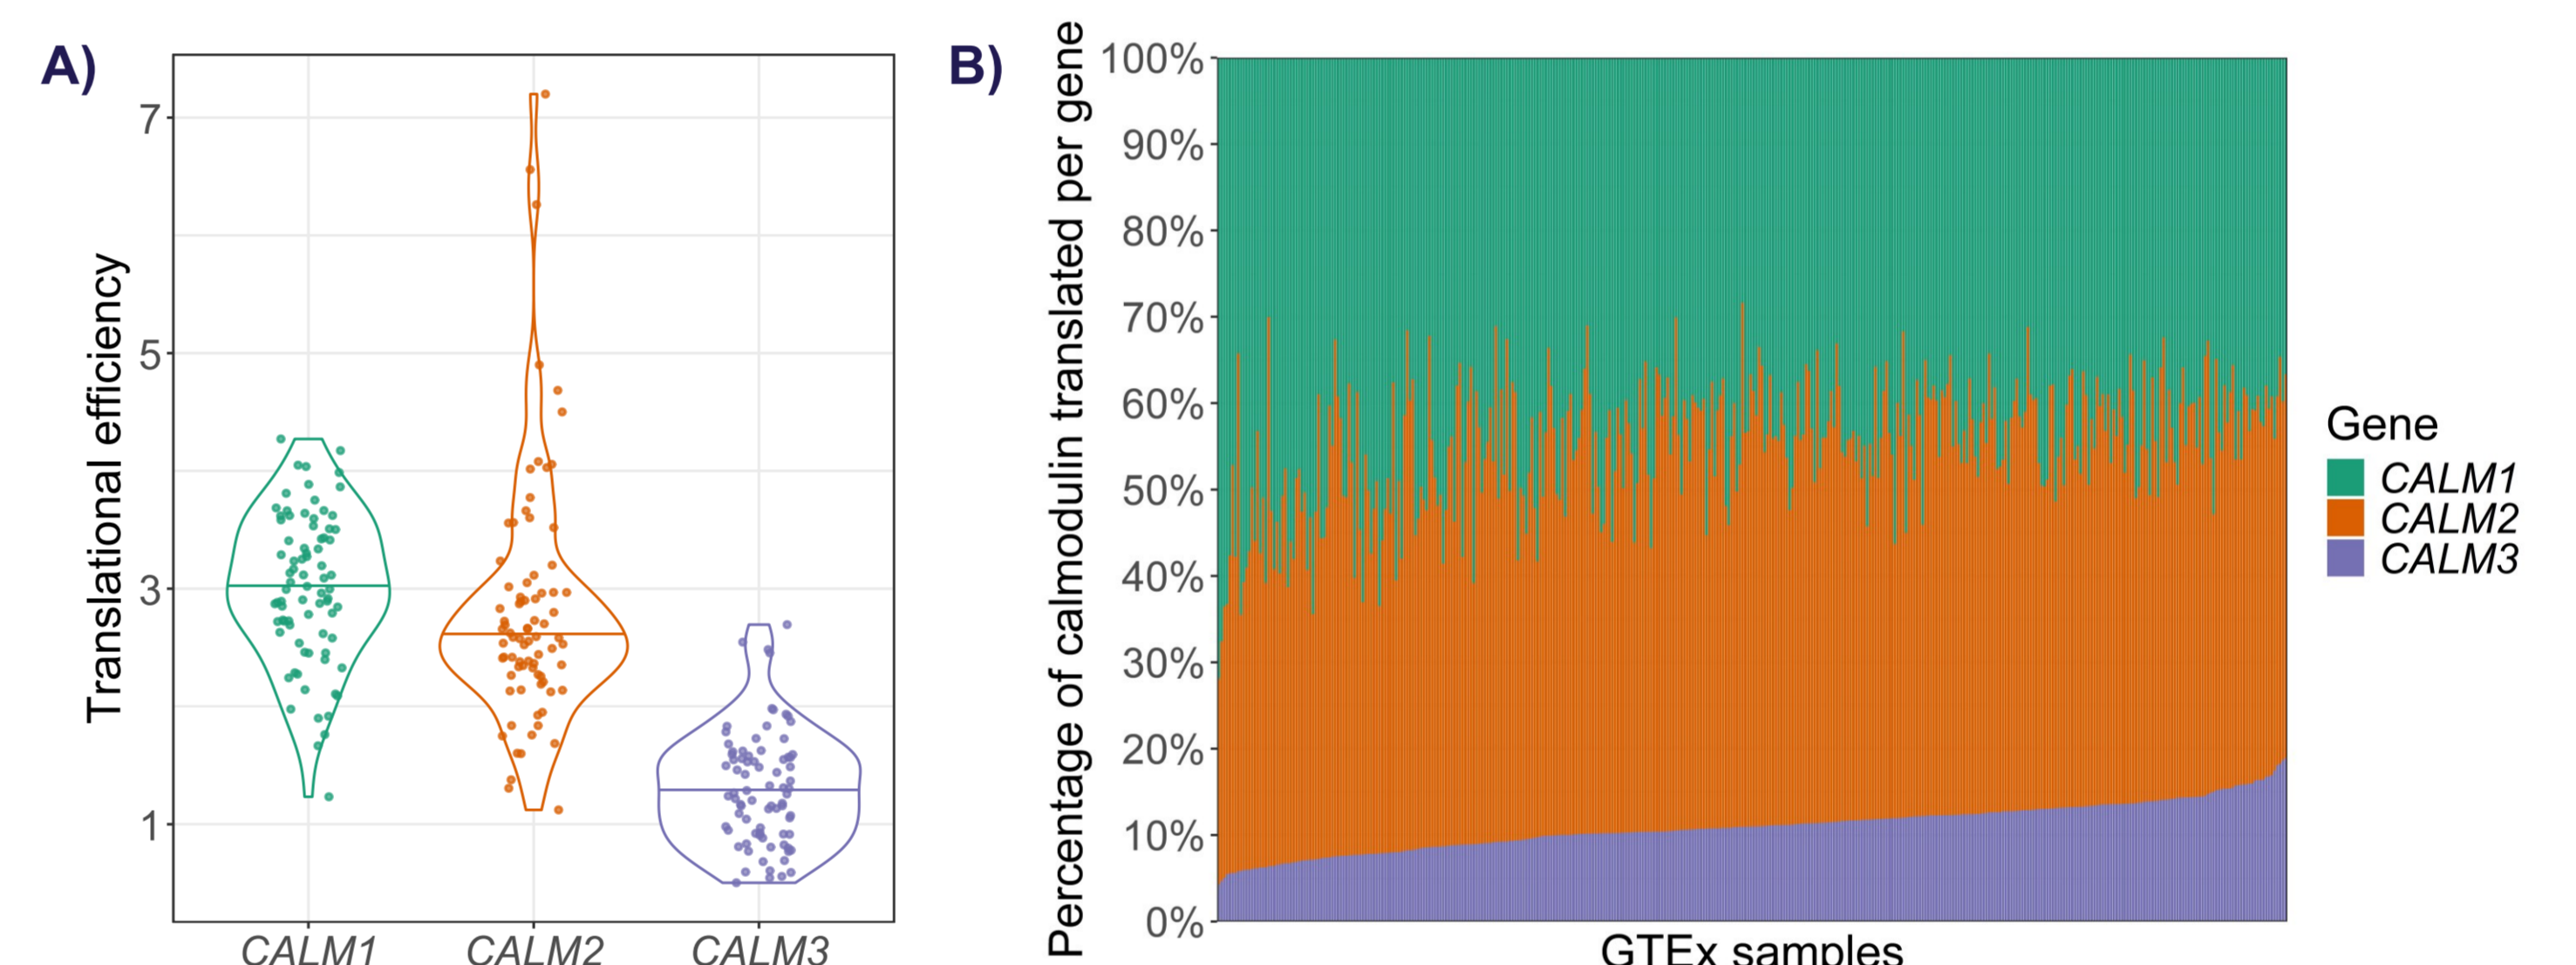 A)
Translational efficiency
7
5
3
1
CALM1
CALM2
CALM3
B)
Percentage of calmodulin translated per gene
100%
90%
80%
70%
60%
50%
40%
30%
20%
10%
0%
GTEx samples
Gene
CALM1
CALM2
CALM3